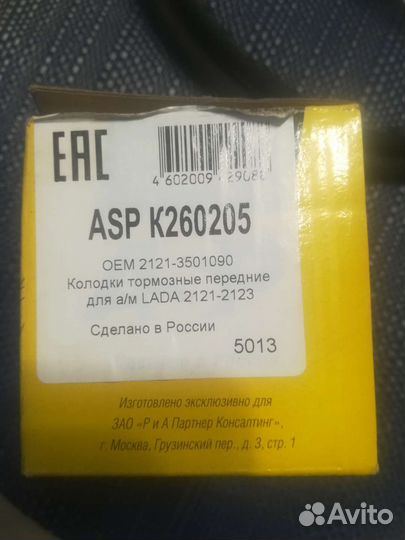 EAC
4 602009 29088
ASP K260205
OEM 2121-3501090
Колодки тормозные передние
для а/м LADA 2121-2123
Сделано в России
5013
Изготовлено эксклюзивно для
ЗАО «Р и А Партнер Консалтинг»,
г. Москва, Грузинский пер., д. 3, стр. 1
Avito